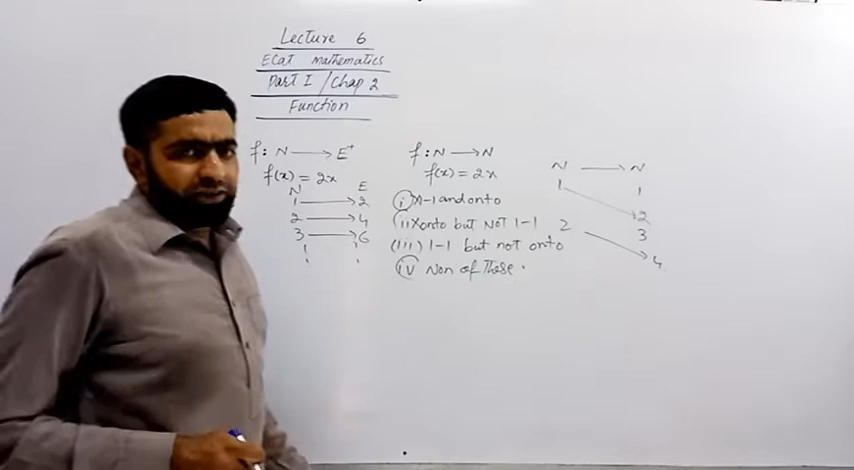 Lecture 6
ECat mathematics
Part I / Chap 2
Function
f: N → E⁺
f(x) = 2x
N E
1 → 2
2 → 4
3 → 6
f: N → N
f(x) = 2x
(i) 1-1 and onto
(ii) onto but NOT 1-1
(iii) 1-1 but not onto
(iv) Non of these.
N → N
1 1
2
2 3
4